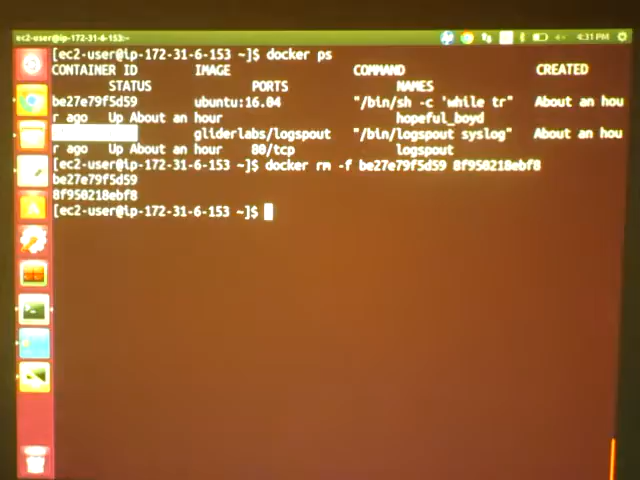 ec2-user@ip-172-31-6-153:~
4:31 PM
[ec2-user@ip-172-31-6-153 ~]$ docker ps
CONTAINER ID IMAGE COMMAND CREATED
STATUS PORTS NAMES
be27e79f5d59 ubuntu:16.04 "/bin/sh -c 'while tr" About an hou
r ago Up About an hour hopeful_boyd
gliderlabs/logspout "/bin/logspout syslog" About an hou
r ago Up About an hour 80/tcp logspout
[ec2-user@ip-172-31-6-153 ~]$ docker rm -f be27e79f5d59 8f950218ebf8
be27e79f5d59
8f950218ebf8
[ec2-user@ip-172-31-6-153 ~]$